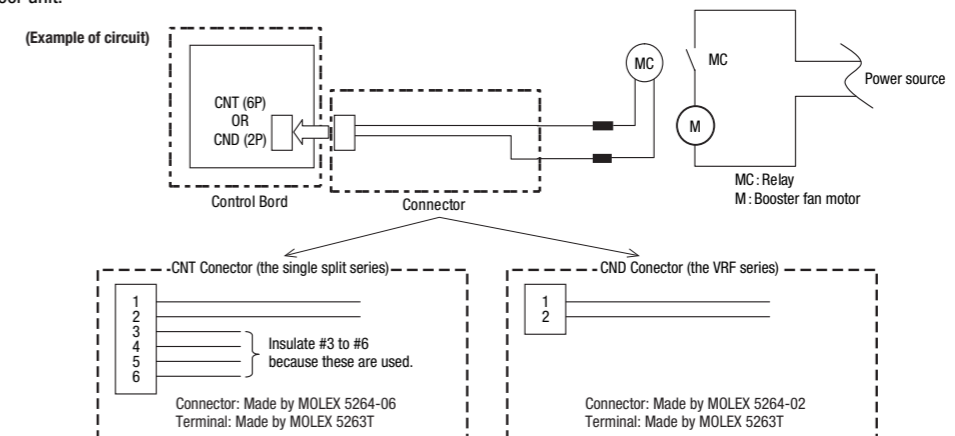 (Example of circuit)
CNT (6P)
OR
CND (2P)
Control Bord
Connector
MC
MC
M
Power source
MC : Relay
M : Booster fan motor
CNT Conector (the single split series)
1
2
3
4
5
6
Insulate #3 to #6
because these are used.
Connector: Made by MOLEX 5264-06
Terminal: Made by MOLEX 5263T
CND Conector (the VRF series)
1
2
Connector: Made by MOLEX 5264-02
Terminal: Made by MOLEX 5263T